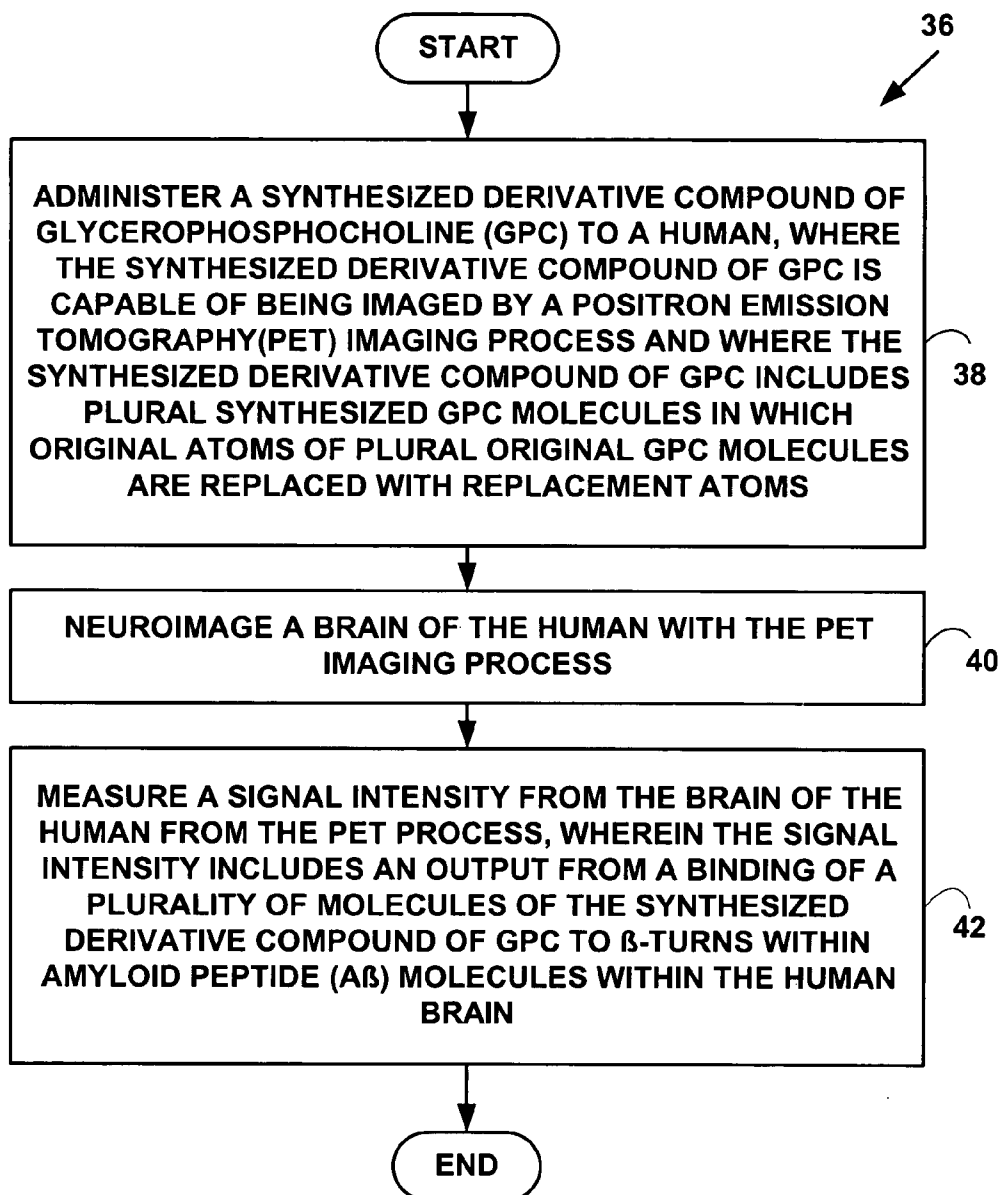 36
START
ADMINISTER A SYNTHESIZED DERIVATIVE COMPOUND OF
GLYCEROPHOSPHOCHOLINE (GPC) TO A HUMAN, WHERE
THE SYNTHESIZED DERIVATIVE COMPOUND OF GPC IS
CAPABLE OF BEING IMAGED BY A POSITRON EMISSION
TOMOGRAPHY(PET) IMAGING PROCESS AND WHERE THE
SYNTHESIZED DERIVATIVE COMPOUND OF GPC INCLUDES
PLURAL SYNTHESIZED GPC MOLECULES IN WHICH
ORIGINAL ATOMS OF PLURAL ORIGINAL GPC MOLECULES
ARE REPLACED WITH REPLACEMENT ATOMS
38
NEUROIMAGE A BRAIN OF THE HUMAN WITH THE PET
IMAGING PROCESS
40
MEASURE A SIGNAL INTENSITY FROM THE BRAIN OF THE
HUMAN FROM THE PET PROCESS, WHEREIN THE SIGNAL
INTENSITY INCLUDES AN OUTPUT FROM A BINDING OF A
PLURALITY OF MOLECULES OF THE SYNTHESIZED
DERIVATIVE COMPOUND OF GPC TO ß-TURNS WITHIN
AMYLOID PEPTIDE (Aß) MOLECULES WITHIN THE HUMAN
BRAIN
42
END